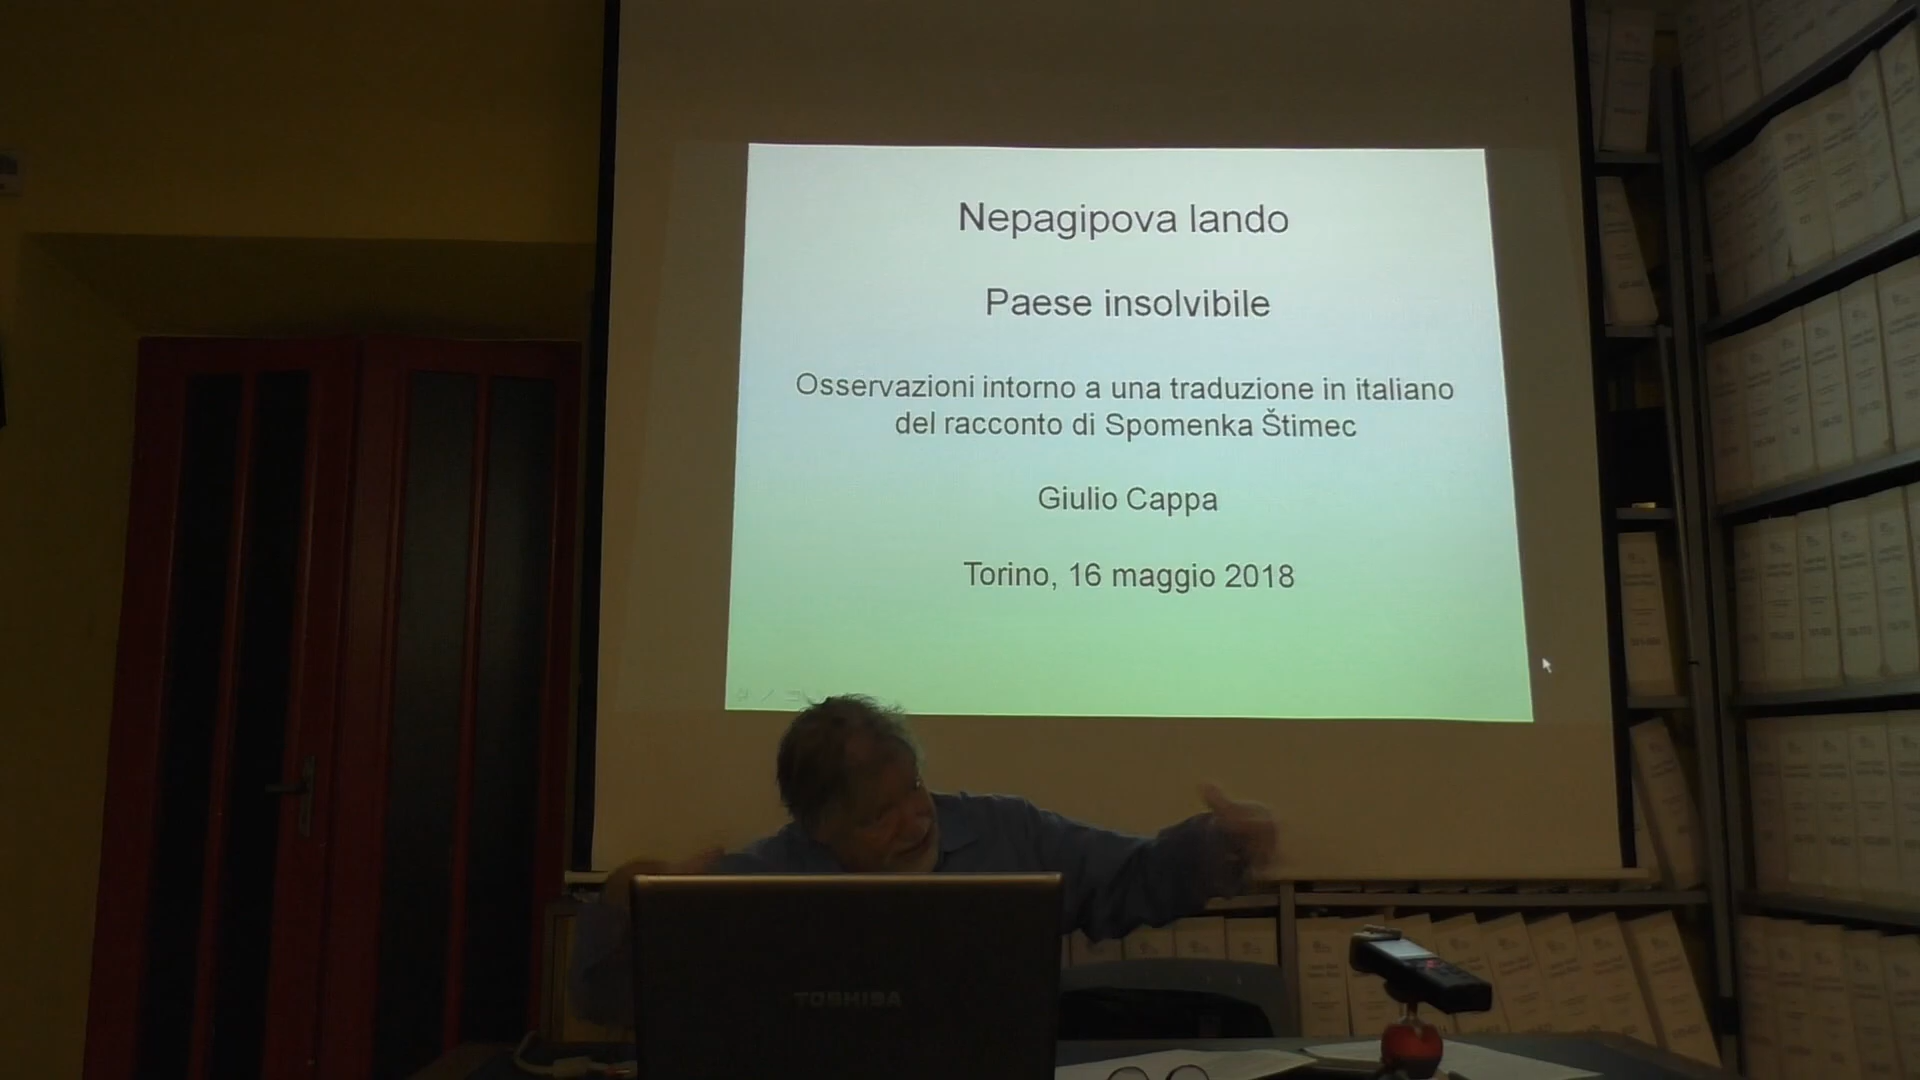 Nepagipova lando
Paese insolvibile
Osservazioni intorno a una traduzione in italiano
del racconto di Spomenka Štimec
Giulio Cappa
Torino, 16 maggio 2018
TOSHIBA